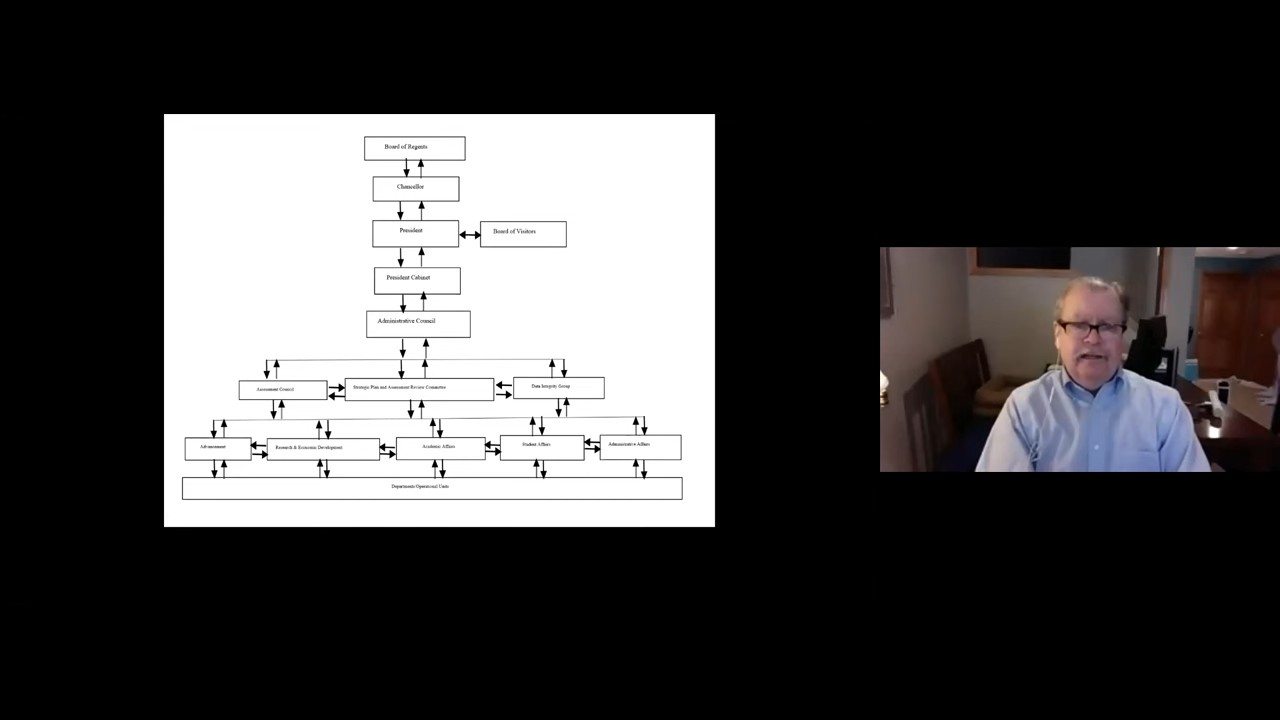 Board of Regents
Chancellor
President
Board of Visitors
President Cabinet
Administrative Council
Assessment Council
Strategic Plan and Assessment Review Committee
Data Integrity Group
Advancement
Research & Economic Development
Academic Affairs
Student Affairs
Administrative Affairs
Departments Operational Units